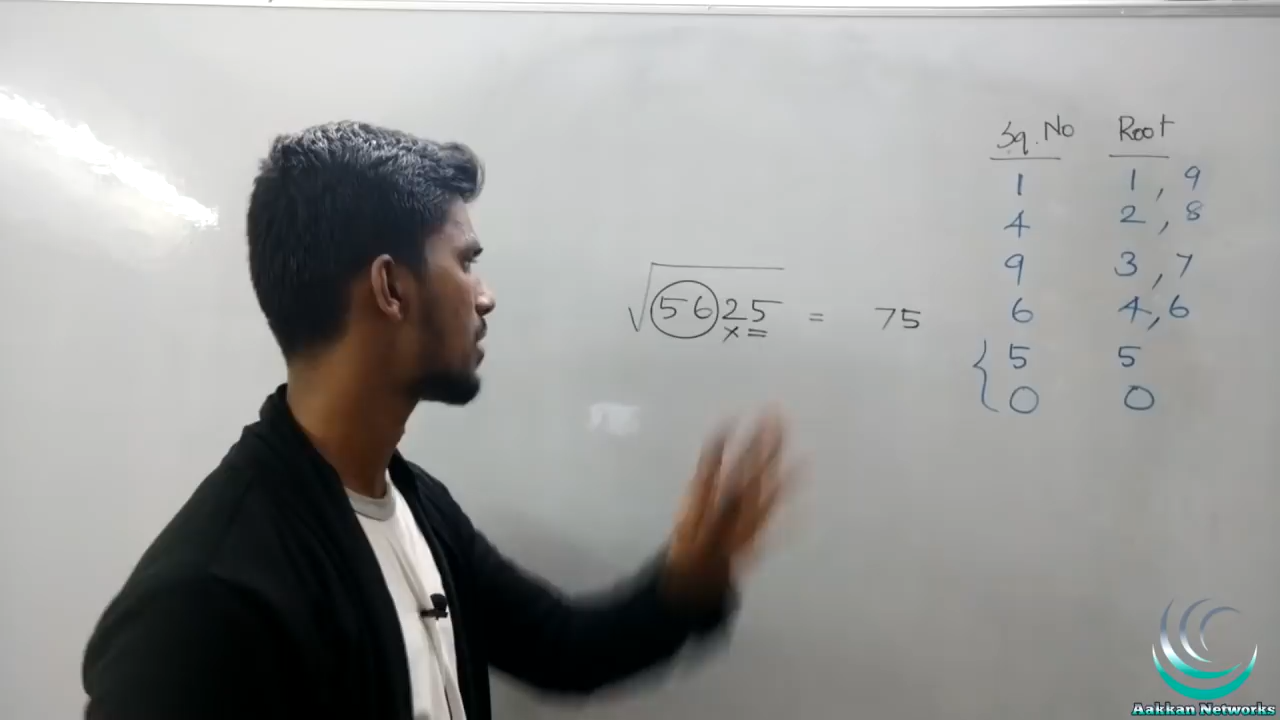 Sq. No Root
1 1, 9
4 2, 8
9 3, 7
6 4, 6
5 5
0 0
√5625 = 75
x =
Aakkan Networks